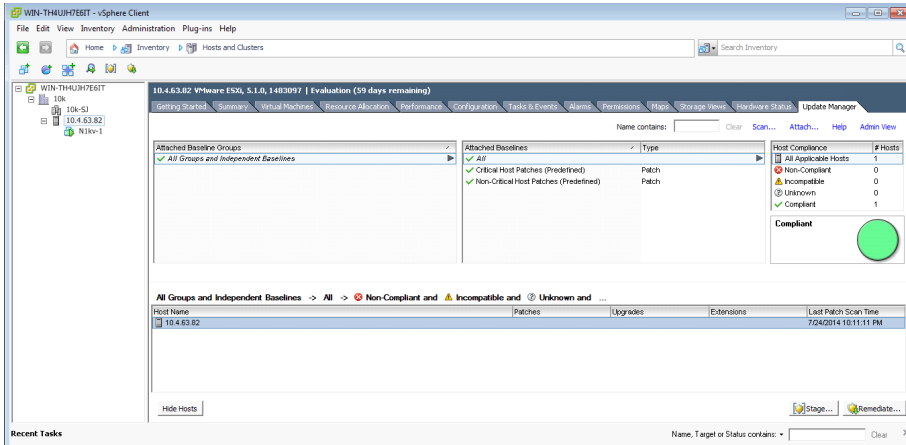 WIN-TH4UJH7E6IT - vSphere Client
File Edit View Inventory Administration Plug-ins Help
Home Inventory Hosts and Clusters
Search Inventory
WIN-TH4UJH7E6IT
10k
10k-SJ
10.4.63.82
N1kv-1
10.4.63.82 VMware ESX, 5.1.0, 1483097 | Evaluation (59 days remaining)
Getting Started Summary Virtual Machines Resource Allocation Performance Configuration Tasks & Events Alarms Permissions Maps Storage Views Hardware Status Update Manager
Name contains: Clear Scan... Attach... Help Admin View
Attached Baseline Groups
All Groups and Independent Baselines
Attached Baselines Type
All
Critical Host Patches (Predefined) Patch
Non-Critical Host Patches (Predefined) Patch
Host Compliance # Hosts
All Applicable Hosts 1
Non-Compliant 0
Incompatible 0
Unknown 0
Compliant 1
Compliant
All Groups and Independent Baselines -> All -> Non-Compliant and Incompatible and Unknown and ...
Host Name Patches Upgrades Extensions Last Patch Scan Time
10.4.63.82 7/24/2014 10:11:11 PM
Hide Hosts Stage... Remediate...
Recent Tasks Name, Target or Status contains: Clear